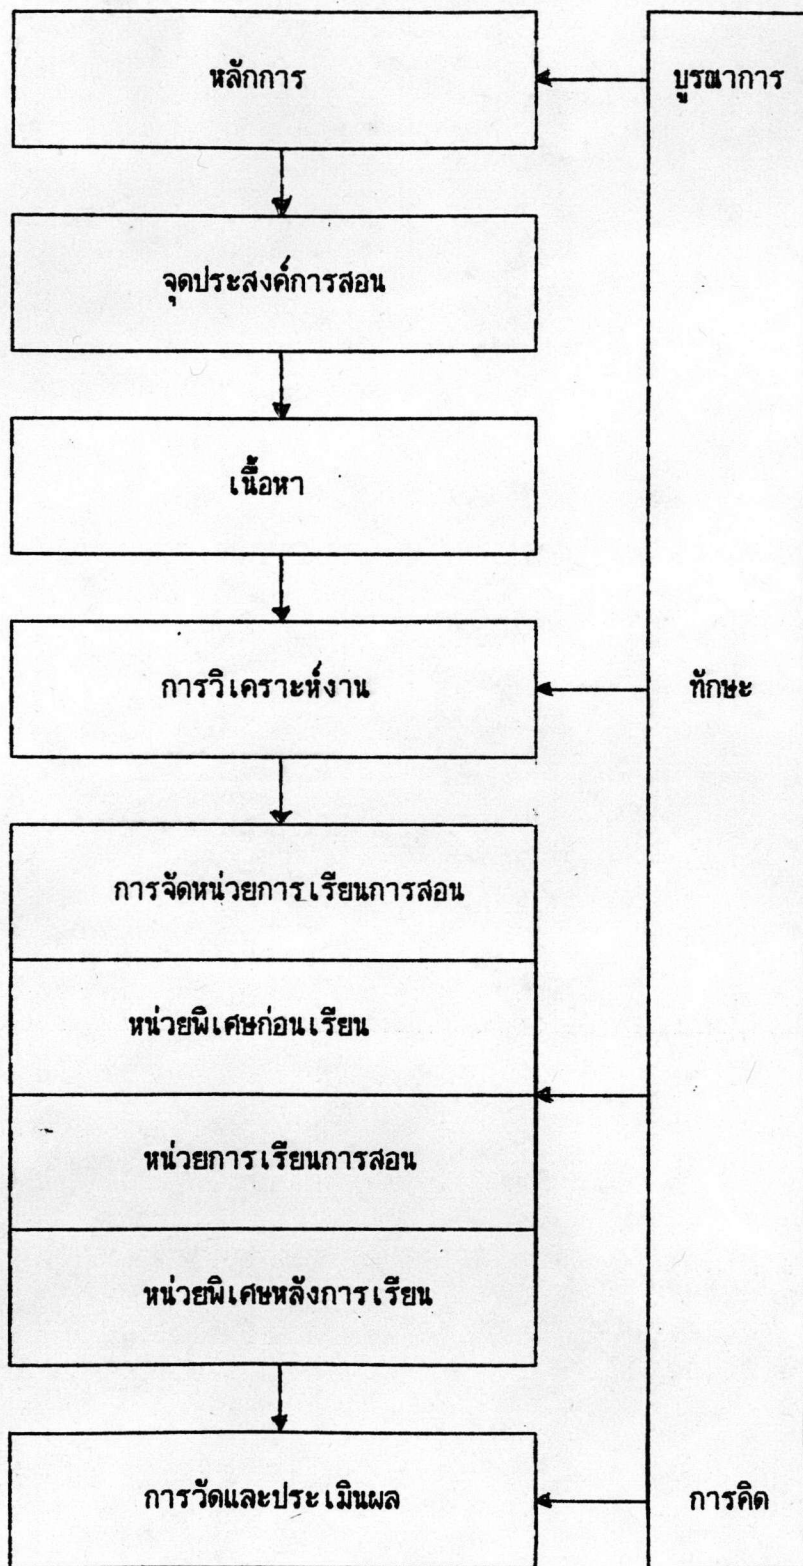 หลักการ
บูรณาการ
จุดประสงค์การสอน
เนื้อหา
การวิเคราะห์งาน
ทักษะ
การจัดหน่วยการเรียนการสอน
หน่วยพิเศษก่อนเรียน
หน่วยการเรียนการสอน
หน่วยพิเศษหลังการเรียน
การวัดและประเมินผล
การคิด